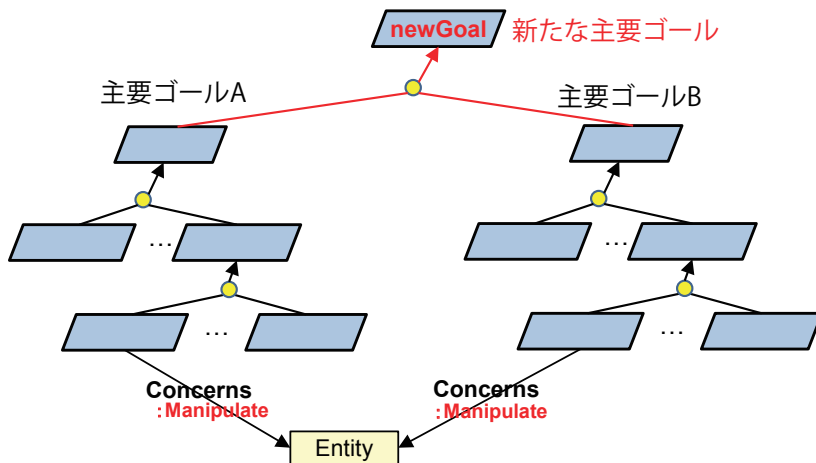 newGoal 新たな主要ゴール
主要ゴールA
主要ゴールB
...
...
...
...
Concerns
:Manipulate
Concerns
:Manipulate
Entity